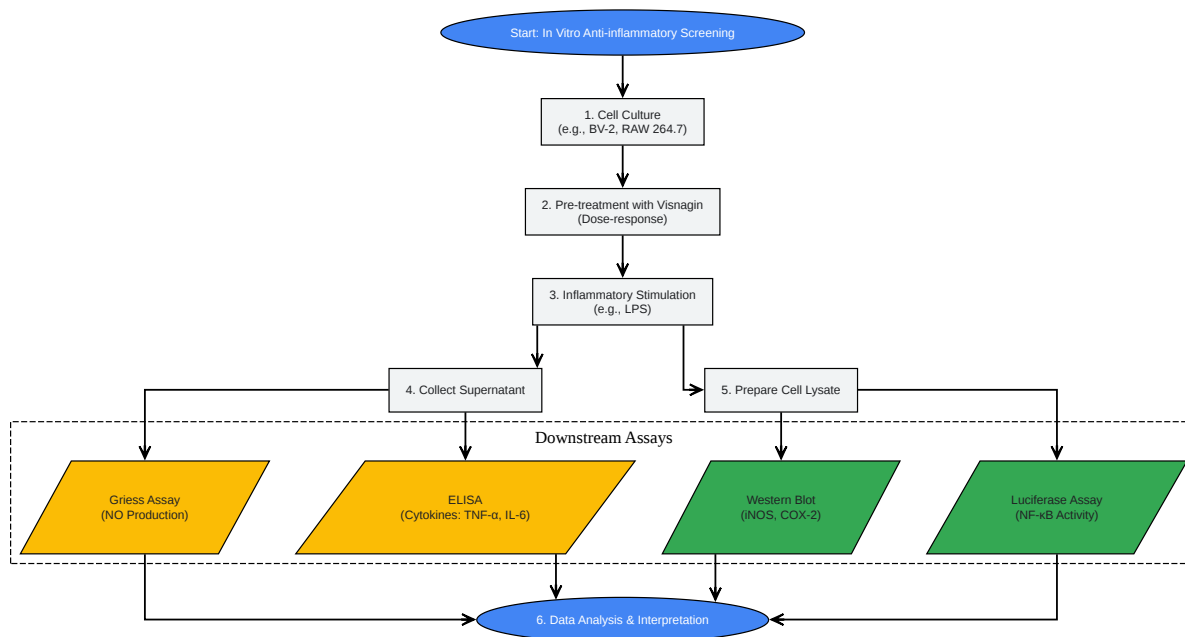 Start: In Vitro Anti-inflammatory Screening
1. Cell Culture
(e.g., BV-2, RAW 264.7)
2. Pre-treatment with Visnagin
(Dose-response)
3. Inflammatory Stimulation
(e.g., LPS)
4. Collect Supernatant
5. Prepare Cell Lysate
Downstream Assays
Griess Assay
(NO Production)
ELISA
(Cytokines: TNF-α, IL-6)
Western Blot
(iNOS, COX-2)
Luciferase Assay
(NF-κB Activity)
6. Data Analysis & Interpretation